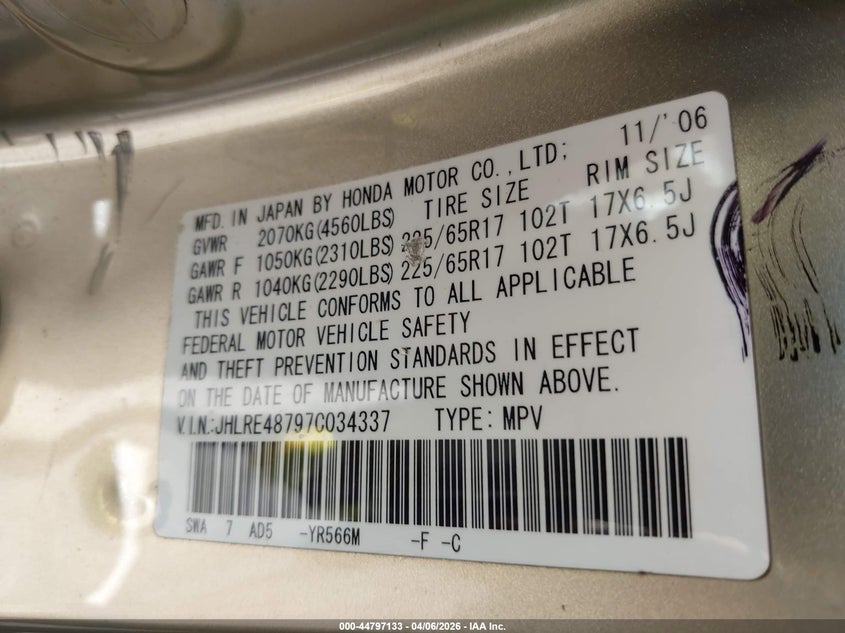 MFD. IN JAPAN BY HONDA MOTOR CO., LTD; 11/'06
GVWR 2070KG(4560LBS) TIRE SIZE RIM SIZE
GAWR F 1050KG(2310LBS) 225/65R17 102T 17X6.5J
GAWR R 1040KG(2290LBS) 225/65R17 102T 17X6.5J
THIS VEHICLE CONFORMS TO ALL APPLICABLE
FEDERAL MOTOR VEHICLE SAFETY
AND THEFT PREVENTION STANDARDS IN EFFECT
ON THE DATE OF MANUFACTURE SHOWN ABOVE.
V.I.N.:JHLRE48797C034337 TYPE: MPV
SWA 7 AD5 -YR566M -F -C
000-44797133 - 04/06/2026 - IAA Inc.